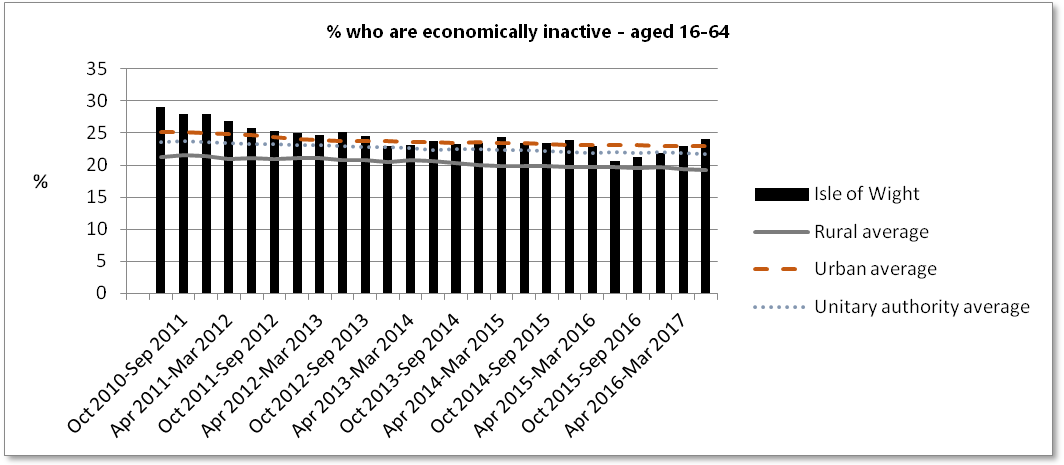 % who are economically inactive - aged 16-64
35
30
25
20
15
10
5
0
%
Oct 2010-Sep 2011
Apr 2011-Mar 2012
Oct 2011-Sep 2012
Apr 2012-Mar 2013
Oct 2012-Sep 2013
Apr 2013-Mar 2014
Oct 2013-Sep 2014
Apr 2014-Mar 2015
Oct 2014-Sep 2015
Apr 2015-Mar 2016
Oct 2015-Sep 2016
Apr 2016-Mar 2017
Isle of Wight
Rural average
Urban average
Unitary authority average